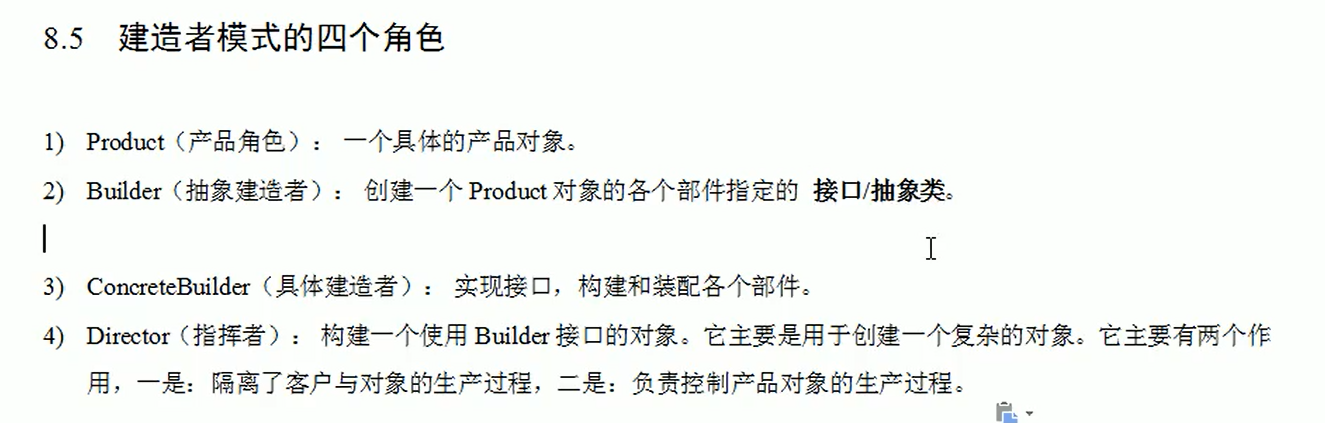 8.5 建造者模式的四个角色
1) Product（产品角色）： 一个具体的产品对象。
2) Builder（抽象建造者）： 创建一个 Product 对象的各个部件指定的 接口/抽象类。
3) ConcreteBuilder（具体建造者）： 实现接口，构建和装配各个部件。
4) Director（指挥者）： 构建一个使用 Builder 接口的对象。它主要是用于创建一个复杂的对象。它主要有两个作
用，一是：隔离了客户与对象的生产过程，二是：负责控制产品对象的生产过程。